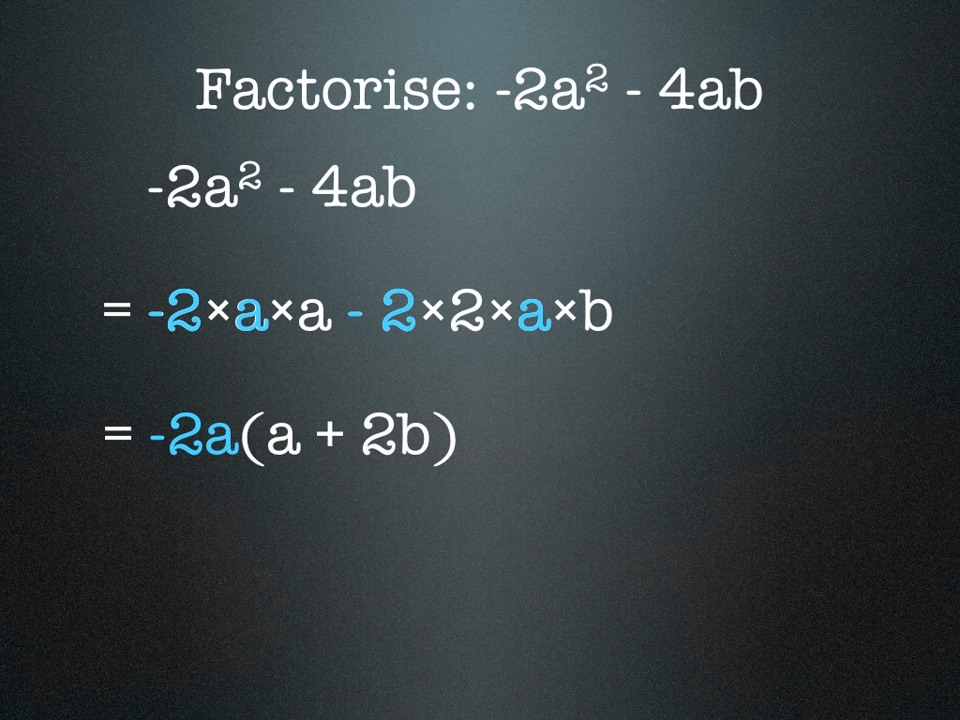 Factorise: -2a² - 4ab
-2a² - 4ab
= -2×a×a - 2×2×a×b
= -2a(a + 2b)